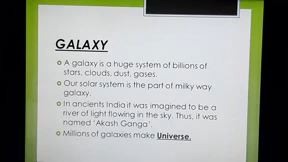 GALAXY
A galaxy is a huge system of billions of
stars, clouds, dust, gases.
Our solar system is the part of milky way
galaxy.
In ancients India it was imagined to be a
river of light flowing in the sky. Thus, it was
named ‘Akash Ganga’.
Millions of galaxies make Universe.